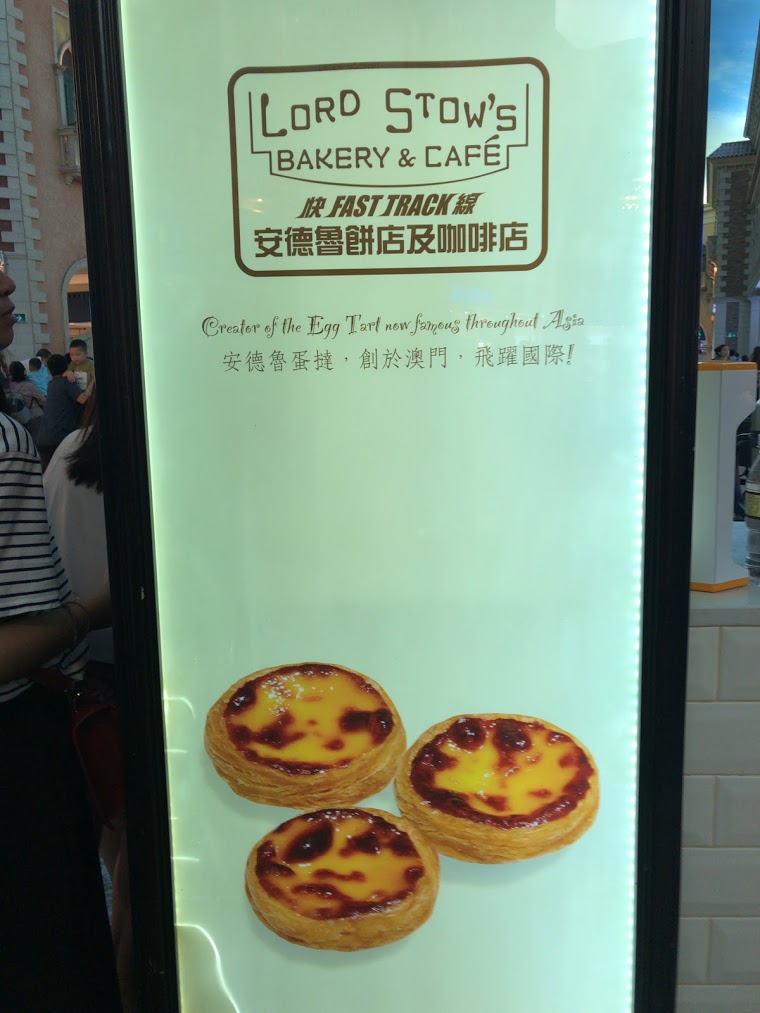 LORD STOW'S
BAKERY & CAFÉ
快 FAST TRACK 線
安德魯餅店及咖啡店
Creator of the Egg Tart now famous throughout Asia
安德魯蛋撻，創於澳門，飛躍國際!